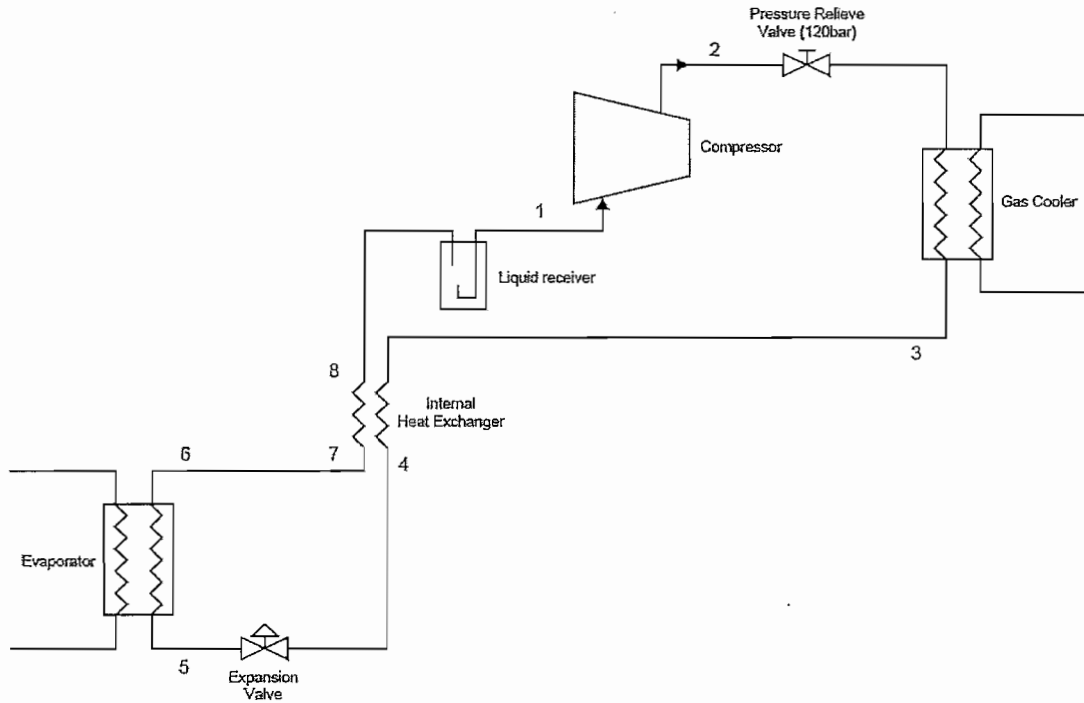 Pressure Relieve
Valve (120bar)
2
Compressor
Gas Cooler
1
Liquid receiver
3
8
Internal
Heat Exchanger
6
7
4
Evaporator
5
Expansion
Valve